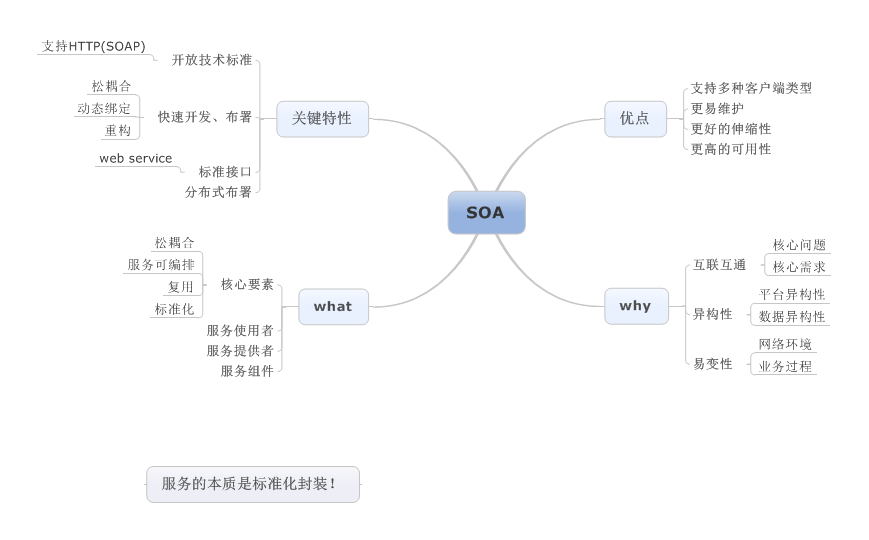 SOA
优点
支持多种客户端类型
更易维护
更好的伸缩性
更高的可用性
why
互联互通
核心问题
核心需求
异构性
平台异构性
数据异构性
易变性
网络环境
业务过程
关键特性
开放技术标准
支持HTTP(SOAP)
快速开发、布署
松耦合
动态绑定
重构
标准接口
web service
分布式布署
what
核心要素
松耦合
服务可编排
复用
标准化
服务使用者
服务提供者
服务组件
服务的本质是标准化封装！